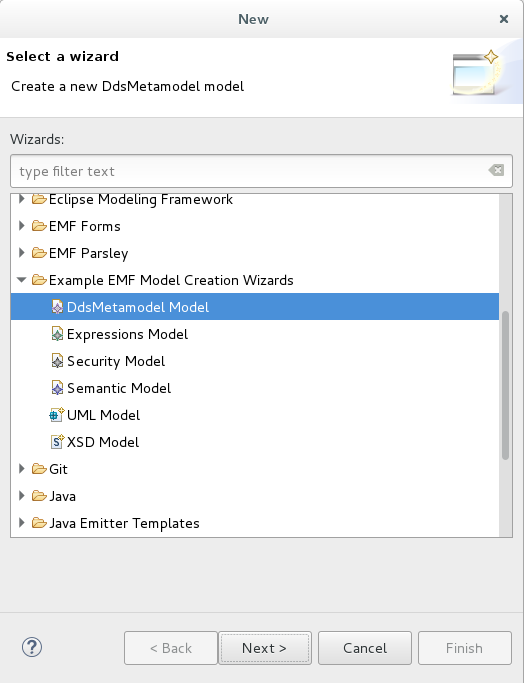 New
Select a wizard
Create a new DdsMetamodel model
Wizards:
type filter text
Eclipse Modeling Framework
EMF Forms
EMF Parsley
Example EMF Model Creation Wizards
DdsMetamodel Model
Expressions Model
Security Model
Semantic Model
UML Model
XSD Model
Git
Java
Java Emitter Templates
< Back Next > Cancel Finish